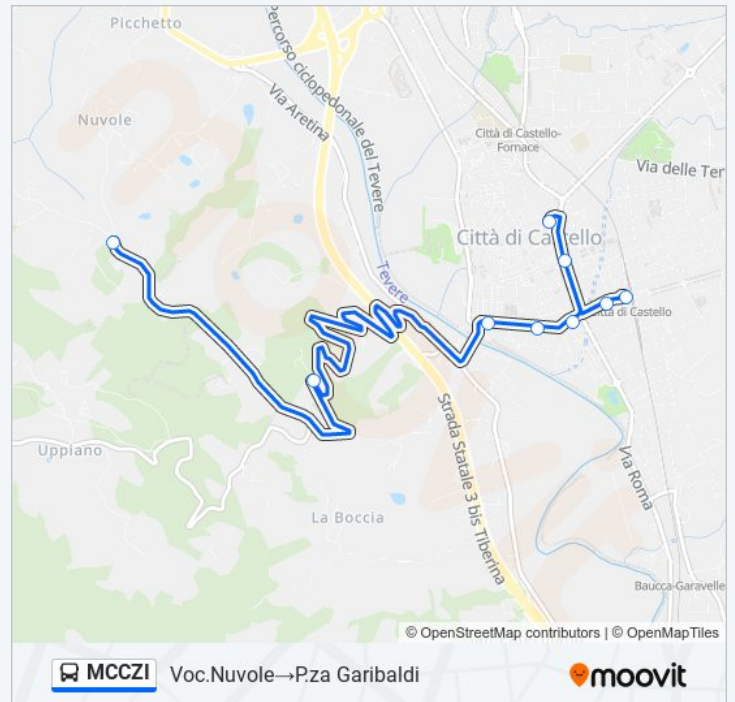 Picchetto
Nuvole
Percorso ciclopedonale del Tevere
Via Aretina
Città di Castello-
Fornace
Via delle Ter
Città di Castello
Tevere
Città di Castello
Strada Statale 3 bis Tiberina
Uppiano
Via Roma
La Boccia
Baucca-Garavelle
© OpenStreetMap contributors | © OpenMapTiles
MCCZI Voc.Nuvole→P.za Garibaldi
moovit